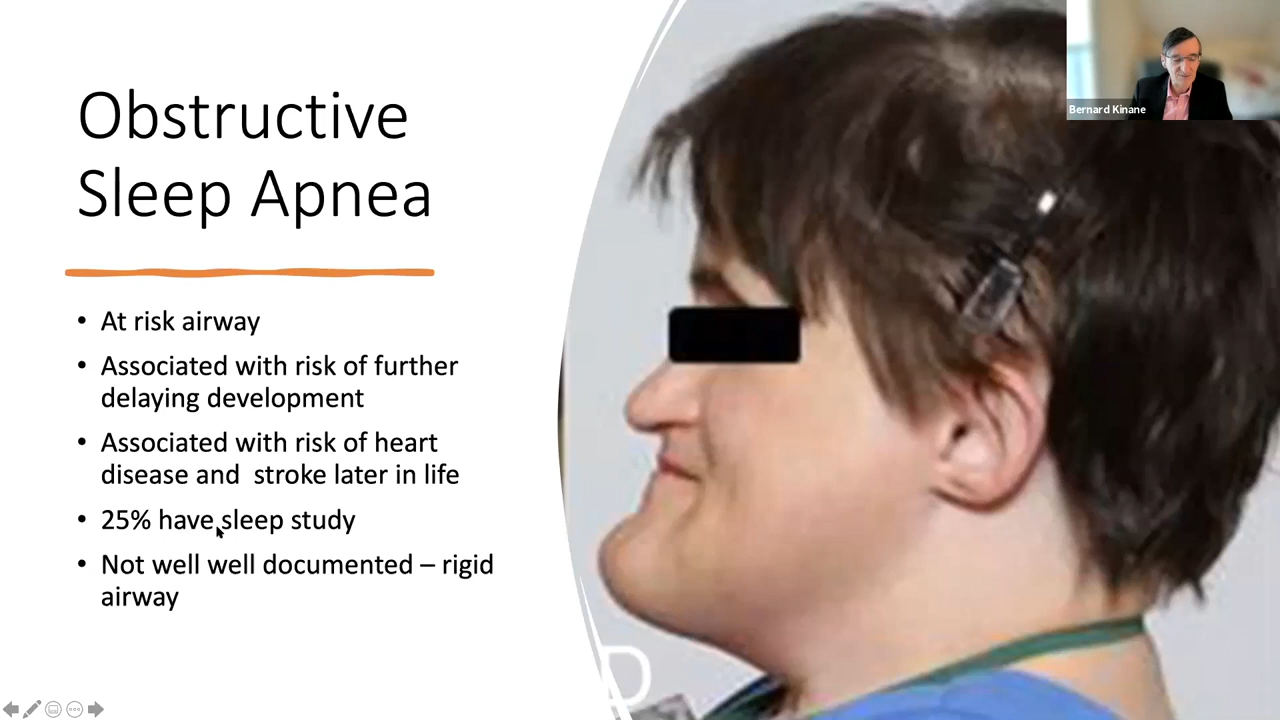 Obstructive
Sleep Apnea
• At risk airway
• Associated with risk of further
delaying development
• Associated with risk of heart
disease and  stroke later in life
• 25% have sleep study
• Not well well documented – rigid
airway
Bernard Kinane
P